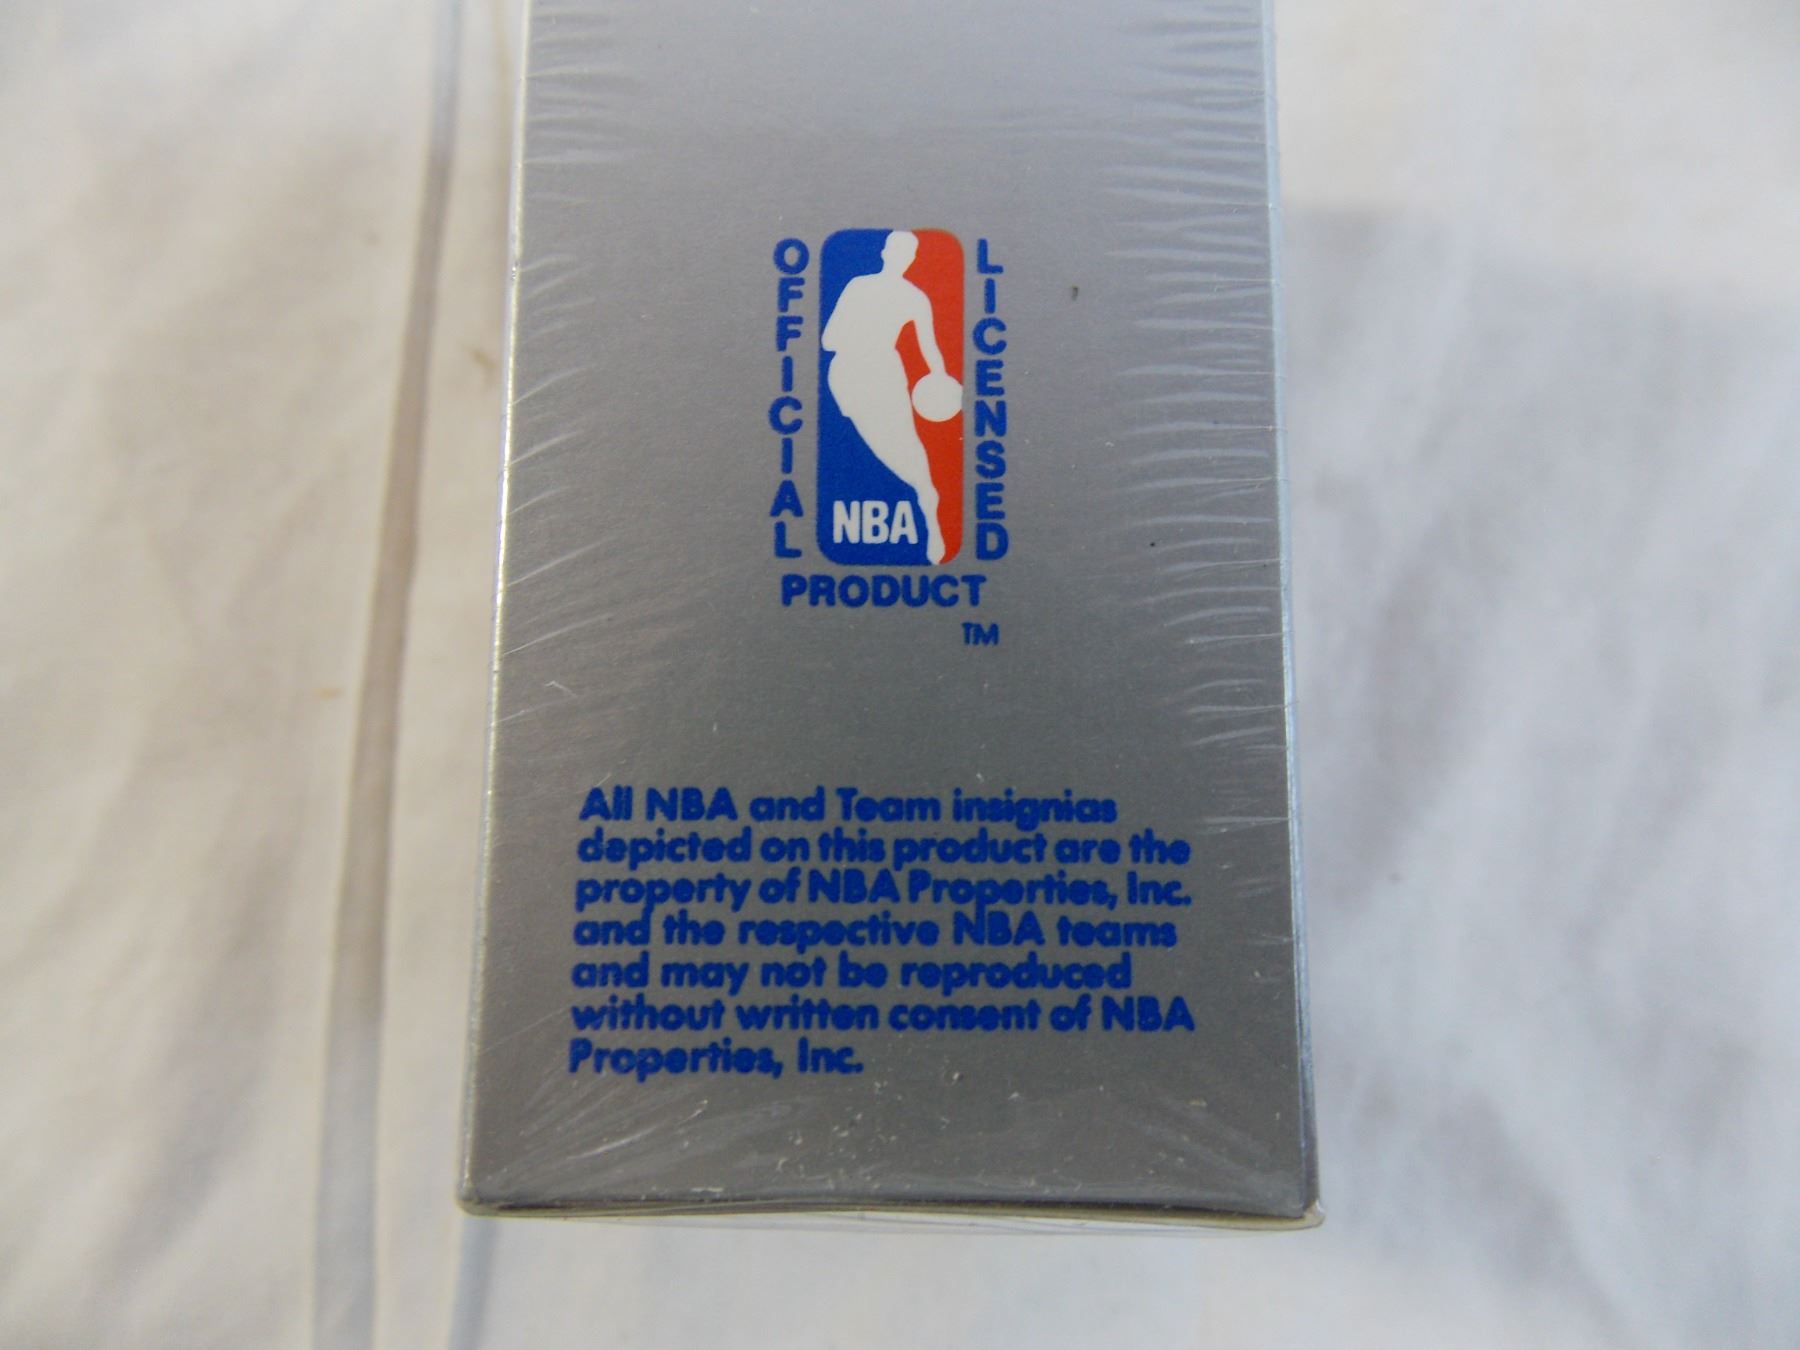 OFFICIAL
LICENSED
NBA
PRODUCT
TM
All NBA and Team insignias
depicted on this product are the
property of NBA Properties, Inc.
and the respective NBA teams
and may not be reproduced
without written consent of NBA
Properties, Inc.